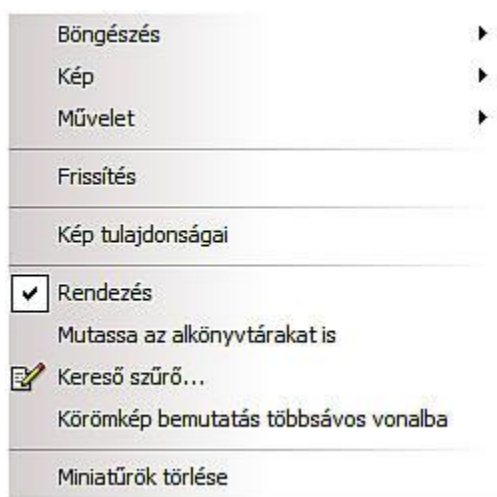 Böngészés
Kép
Művelet
Frissítés
Kép tulajdonságai
Rendezés
Mutassa az alkönyvtárakat is
Kereső szűrő...
Körömkép bemutatás többsávos vonalba
Miniatűrök törlése